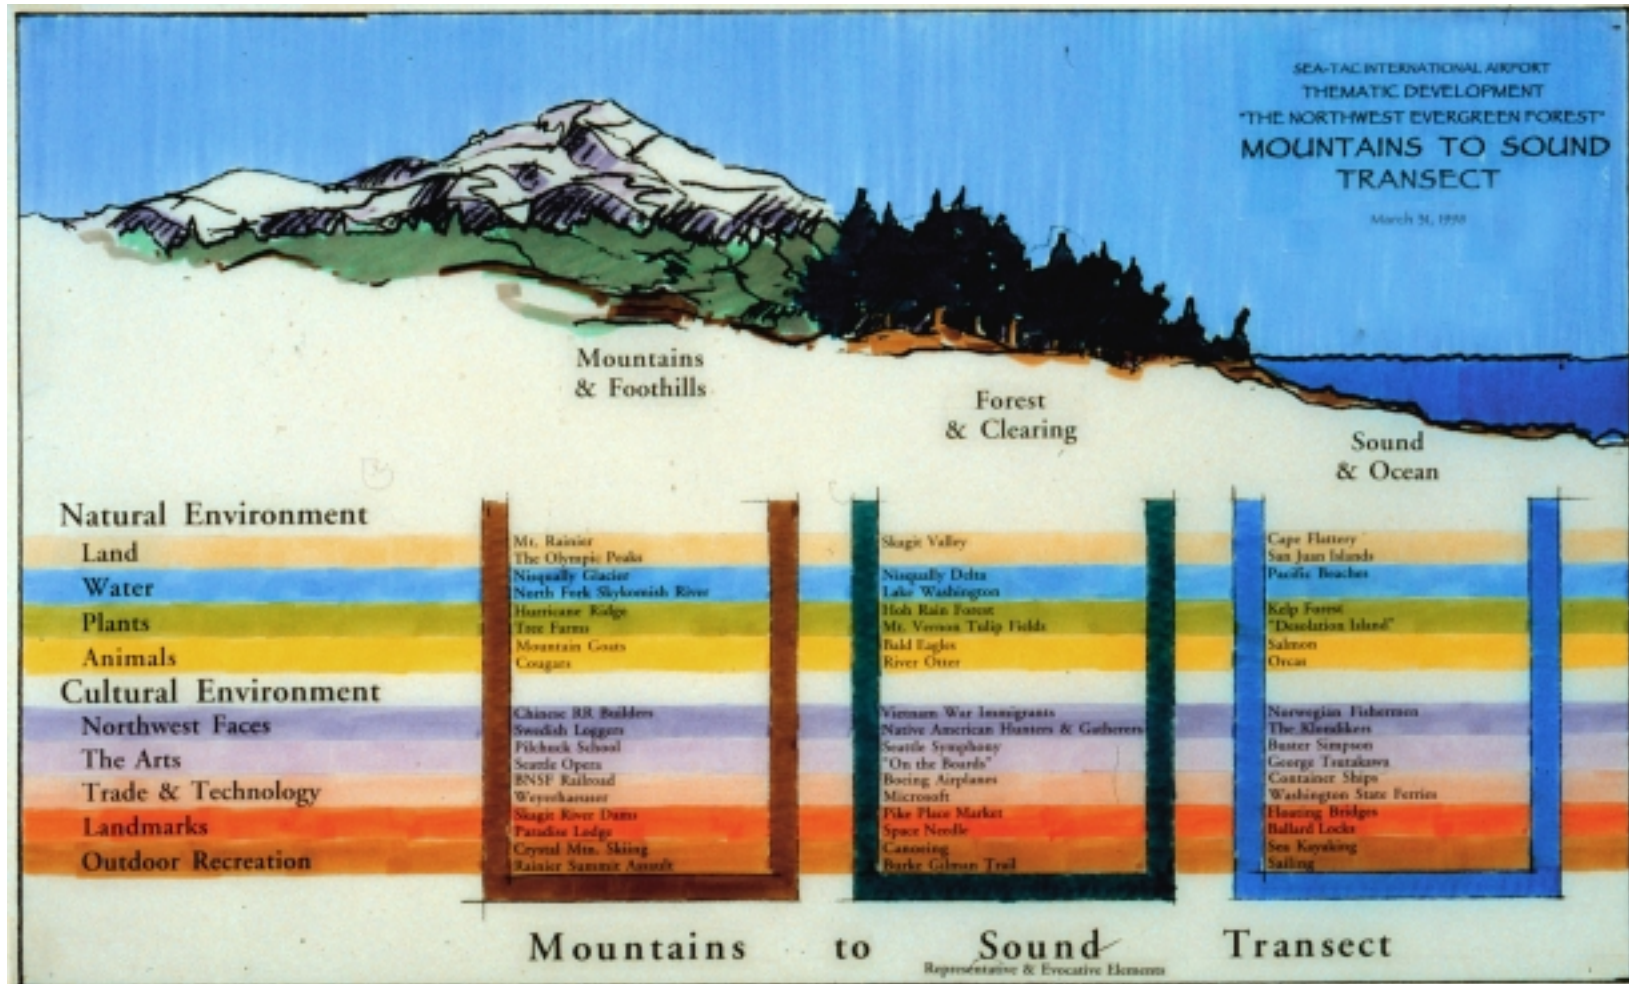 SEA-TAC INTERNATIONAL AIRPORT
THEMATIC DEVELOPMENT
"THE NORTHWEST EVERGREEN FOREST"
MOUNTAINS TO SOUND
TRANSECT
March 31, 1998
Mountains
& Foothills
Forest
& Clearing
Sound
& Ocean
Natural Environment
Land
Mt. Rainier
The Olympic Peaks
Skagit Valley
Cape Flattery
San Juan Islands
Water
Nisqually Glacier
North Fork Skykomish River
Nisqually Delta
Lake Washington
Pacific Beaches
Plants
Hurricane Ridge
Tree Farms
Hoh Rain Forest
Mt. Vernon Tulip Fields
Kelp Forest
"Desolation Island"
Animals
Mountain Goats
Cougars
Bald Eagles
River Otter
Salmon
Orcas
Cultural Environment
Northwest Faces
Chinese RR Builders
Swedish Loggers
Vietnam War Immigrants
Native American Hunters & Gatherers
Norwegian Fishermen
The Klondikers
The Arts
Pilchuck School
Seattle Opera
Seattle Symphony
"On the Boards"
Buster Simpson
George Tsutakawa
Trade & Technology
BNSF Railroad
Weyerhaeuser
Boeing Airplanes
Microsoft
Container Ships
Washington State Ferries
Landmarks
Skagit River Dams
Paradise Lodge
Pike Place Market
Space Needle
Floating Bridges
Ballard Locks
Outdoor Recreation
Crystal Mtn. Skiing
Rainier Summit Assault
Canoeing
Burke Gilman Trail
Sea Kayaking
Sailing
Mountains to Sound Transect
Representative & Evocative Elements